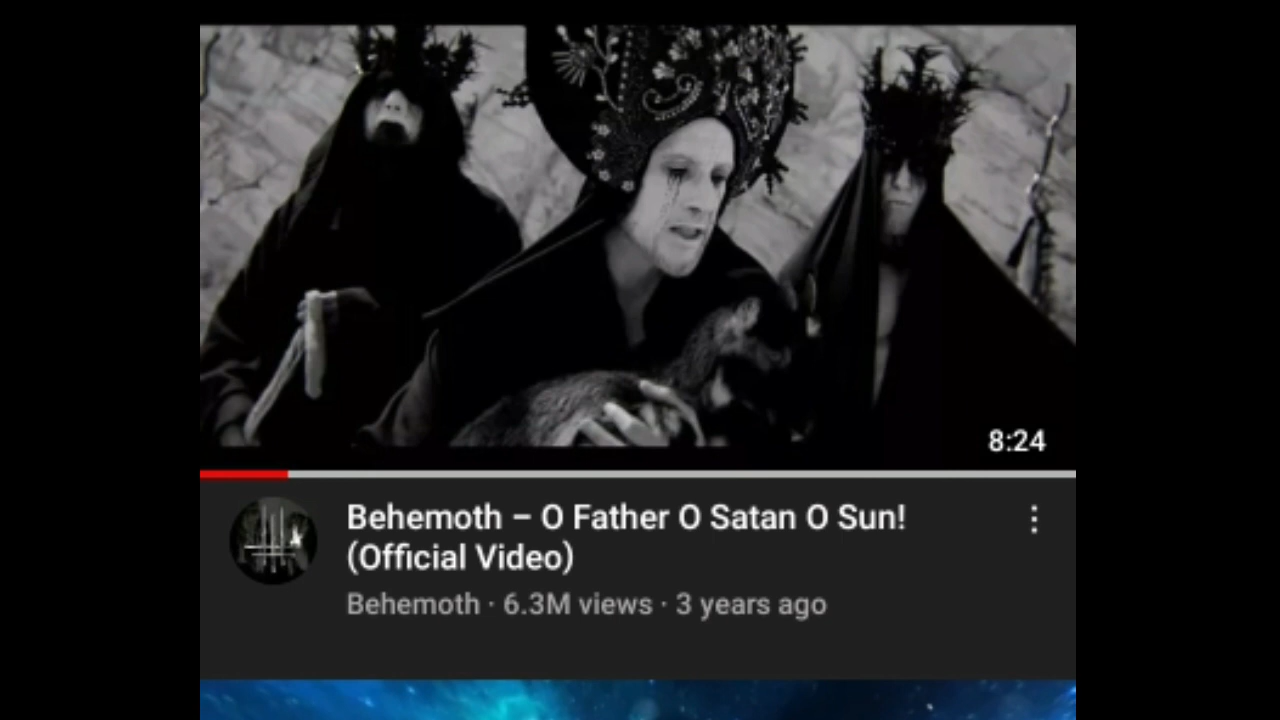 8:24
Behemoth – O Father O Satan O Sun!
(Official Video)
Behemoth · 6.3M views · 3 years ago